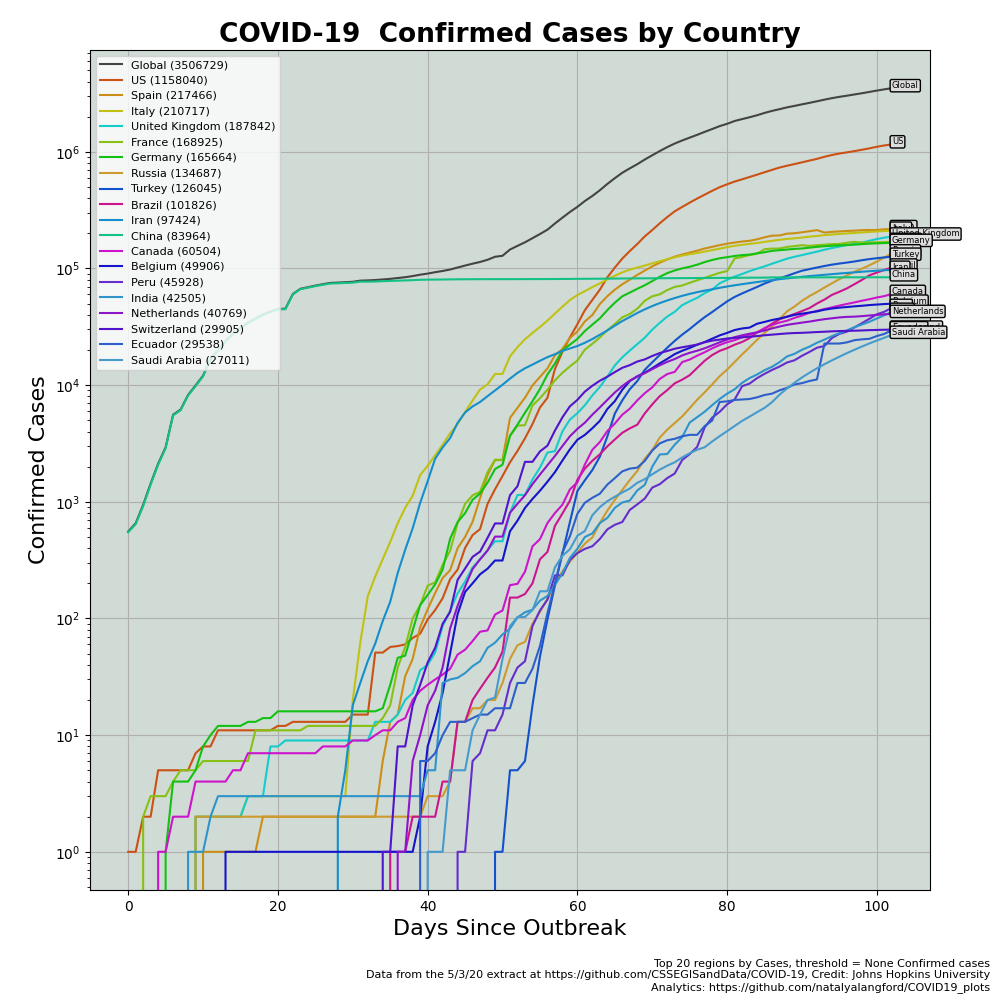 COVID-19 Confirmed Cases by Country
Global (3506729)
US (1158040)
Spain (217466)
Italy (210717)
United Kingdom (187842)
France (168925)
Germany (165664)
Russia (134687)
Turkey (126045)
Brazil (101826)
Iran (97424)
China (83964)
Canada (60504)
Belgium (49906)
Peru (45928)
India (42505)
Netherlands (40769)
Switzerland (29905)
Ecuador (29538)
Saudi Arabia (27011)
Global
US
United Kingdom
Germany
Turkey
China
Canada
Netherlands
Saudi Arabia
Confirmed Cases
10^6
10^5
10^4
10^3
10^2
10^1
10^0
0 20 40 60 80 100
Days Since Outbreak
Top 20 regions by Cases, threshold = None Confirmed cases
Data from the 5/3/20 extract at https://github.com/CSSEGISandData/COVID-19, Credit: Johns Hopkins University
Analytics: https://github.com/natalyalangford/COVID19_plots